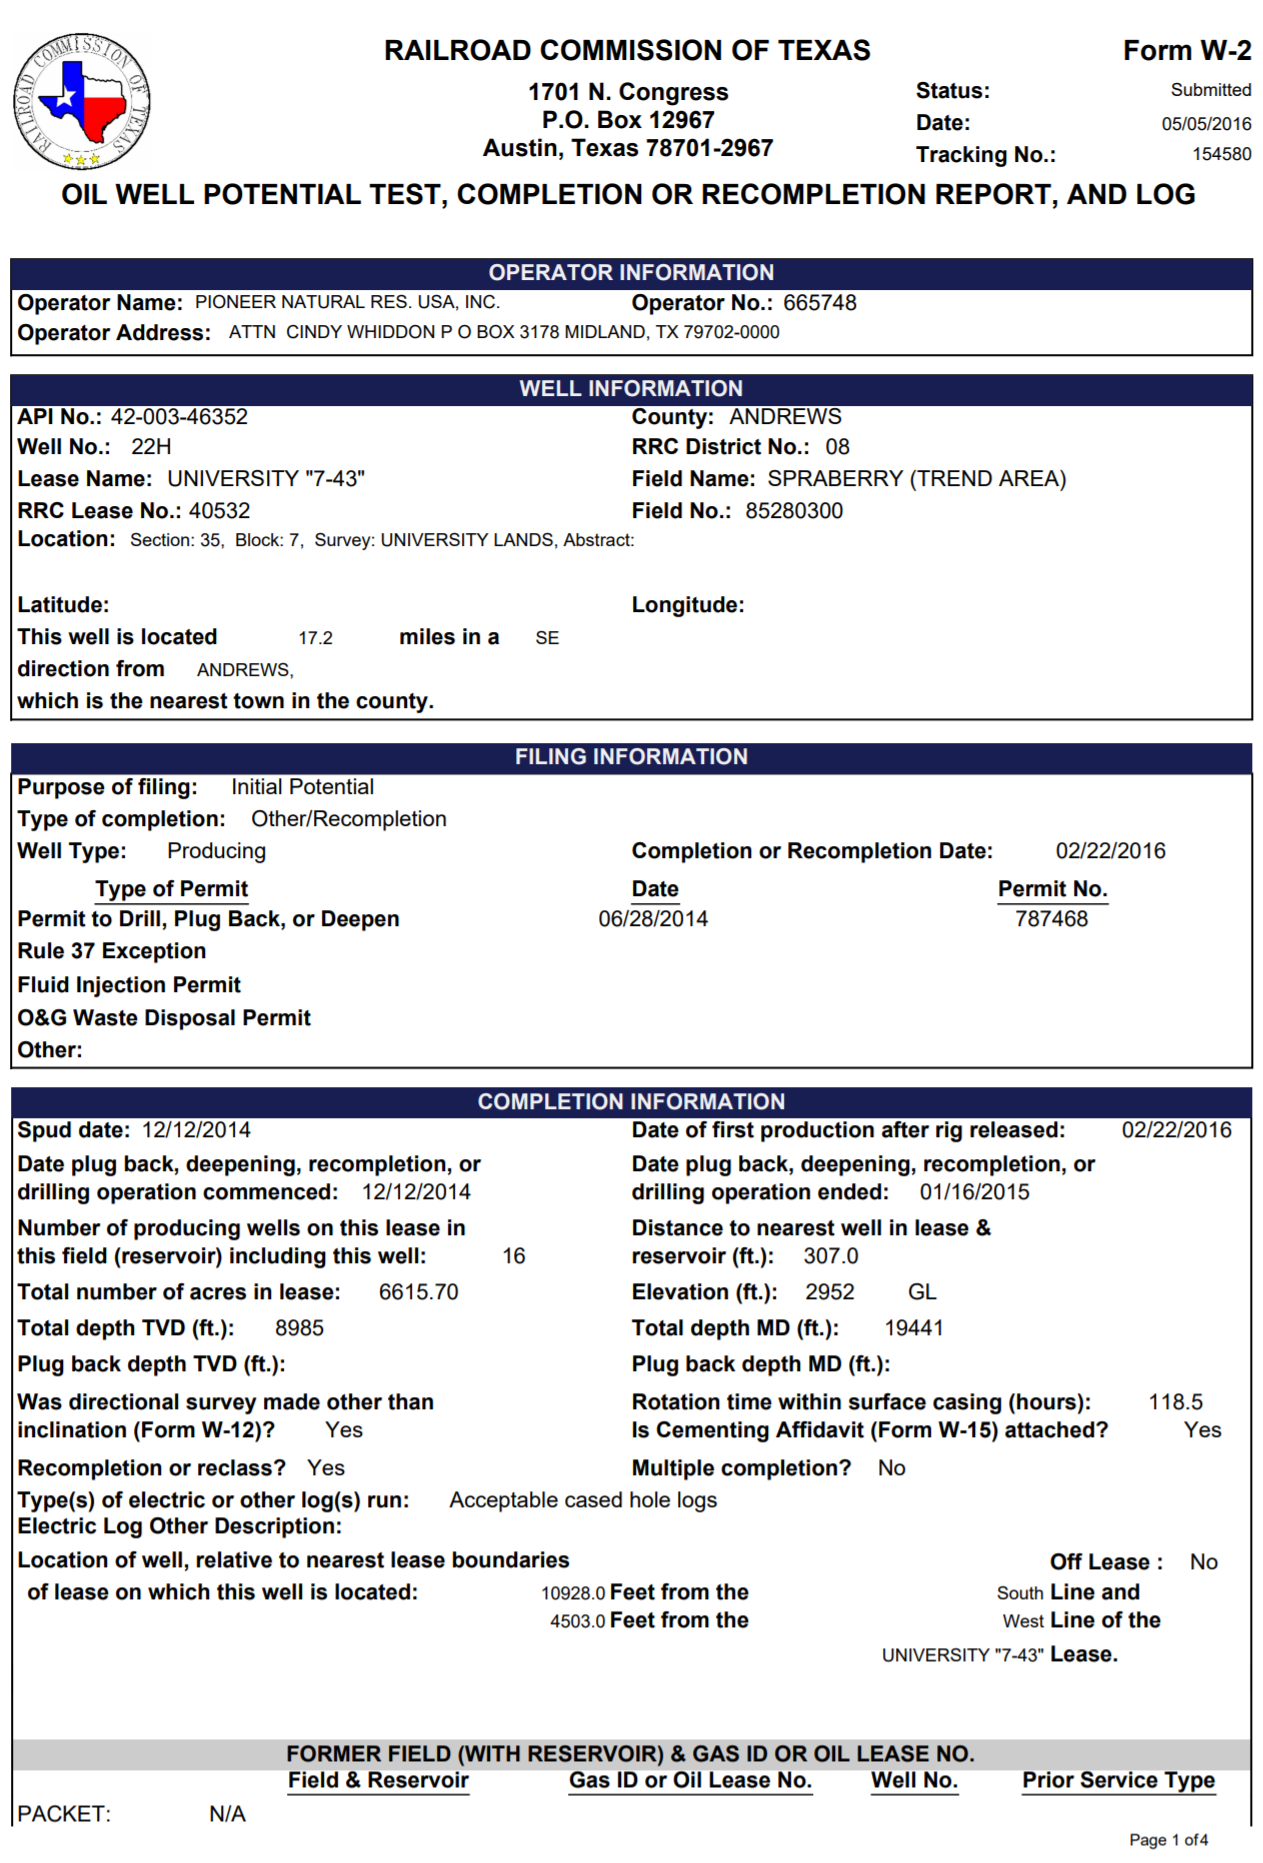 RAILROAD COMMISSION OF TEXAS
RAILROAD COMMISSION OF TEXAS Form W-2
1701 N. Congress
P.O. Box 12967
Austin, Texas 78701-2967
Status: Submitted
Date: 05/05/2016
Tracking No.: 154580
OIL WELL POTENTIAL TEST, COMPLETION OR RECOMPLETION REPORT, AND LOG
OPERATOR INFORMATION
Operator Name: PIONEER NATURAL RES. USA, INC. Operator No.: 665748
Operator Address: ATTN CINDY WHIDDON P O BOX 3178 MIDLAND, TX 79702-0000
WELL INFORMATION
API No.: 42-003-46352 County: ANDREWS
Well No.: 22H RRC District No.: 08
Lease Name: UNIVERSITY "7-43" Field Name: SPRABERRY (TREND AREA)
RRC Lease No.: 40532 Field No.: 85280300
Location: Section: 35, Block: 7, Survey: UNIVERSITY LANDS, Abstract:
Latitude: Longitude:
This well is located 17.2 miles in a SE
direction from ANDREWS,
which is the nearest town in the county.
FILING INFORMATION
Purpose of filing: Initial Potential
Type of completion: Other/Recompletion
Well Type: Producing Completion or Recompletion Date: 02/22/2016
Type of Permit Date Permit No.
Permit to Drill, Plug Back, or Deepen 06/28/2014 787468
Rule 37 Exception
Fluid Injection Permit
O&G Waste Disposal Permit
Other:
COMPLETION INFORMATION
Spud date: 12/12/2014 Date of first production after rig released: 02/22/2016
Date plug back, deepening, recompletion, or Date plug back, deepening, recompletion, or
drilling operation commenced: 12/12/2014 drilling operation ended: 01/16/2015
Number of producing wells on this lease in Distance to nearest well in lease &
this field (reservoir) including this well: 16 reservoir (ft.): 307.0
Total number of acres in lease: 6615.70 Elevation (ft.): 2952 GL
Total depth TVD (ft.): 8985 Total depth MD (ft.): 19441
Plug back depth TVD (ft.): Plug back depth MD (ft.):
Was directional survey made other than Rotation time within surface casing (hours): 118.5
inclination (Form W-12)? Yes Is Cementing Affidavit (Form W-15) attached? Yes
Recompletion or reclass? Yes Multiple completion? No
Type(s) of electric or other log(s) run: Acceptable cased hole logs
Electric Log Other Description:
Location of well, relative to nearest lease boundaries Off Lease : No
of lease on which this well is located: 10928.0 Feet from the South Line and
4503.0 Feet from the West Line of the
UNIVERSITY "7-43" Lease.
FORMER FIELD (WITH RESERVOIR) & GAS ID OR OIL LEASE NO.
Field & Reservoir Gas ID or Oil Lease No. Well No. Prior Service Type
PACKET: N/A
Page 1 of4